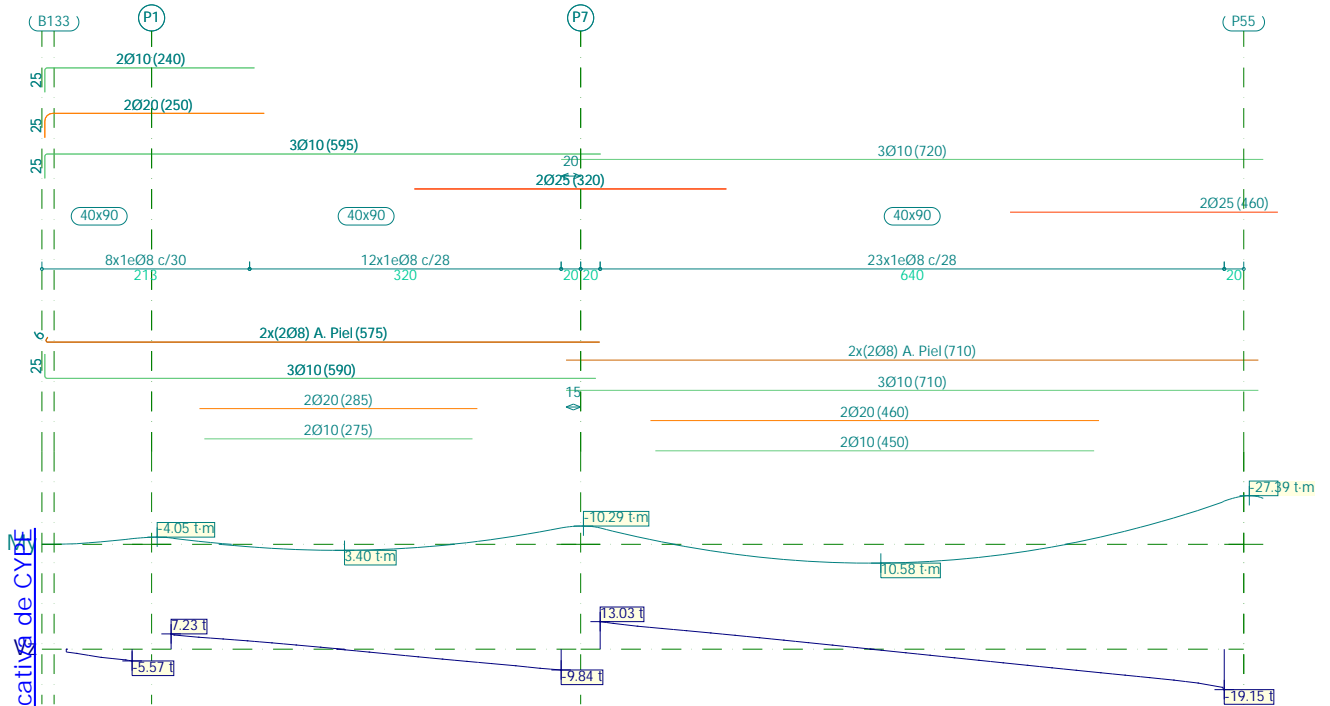 B133
P1
P7
P55
2Ø10 (240)
25
2Ø20 (250)
25
3Ø10 (595)
25
3Ø10 (720)
20
2Ø25 (320)
2Ø25 (460)
40x90
40x90
40x90
8x1eØ8 c/30
12x1eØ8 c/28
23x1eØ8 c/28
213
320
20
20
640
20
6
2x(2Ø8) A. Piel (575)
2x(2Ø8) A. Piel (710)
25
3Ø10 (590)
3Ø10 (710)
15
2Ø20 (285)
2Ø20 (460)
2Ø10 (275)
2Ø10 (450)
-27.39 t·m
-4.05 t·m
-10.29 t·m
3.40 t·m
10.58 t·m
cativa de CYPE
13.03 t
7.23 t
-5.57 t
-9.84 t
-19.15 t